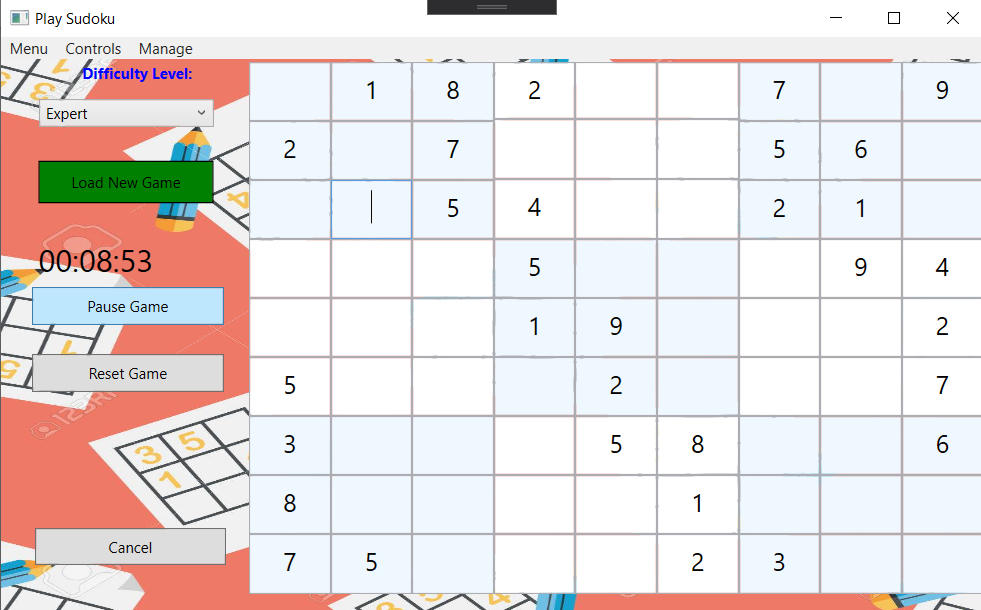 Play Sudoku
Menu Controls Manage
Difficulty Level:
Expert
Load New Game
00:08:53
Pause Game
Reset Game
Cancel
1 8 2 7 9
2 7 5 6
5 4 2 1
5 9 4
1 9 2
5 2 7
3 5 8 6
8 1
7 5 2 3